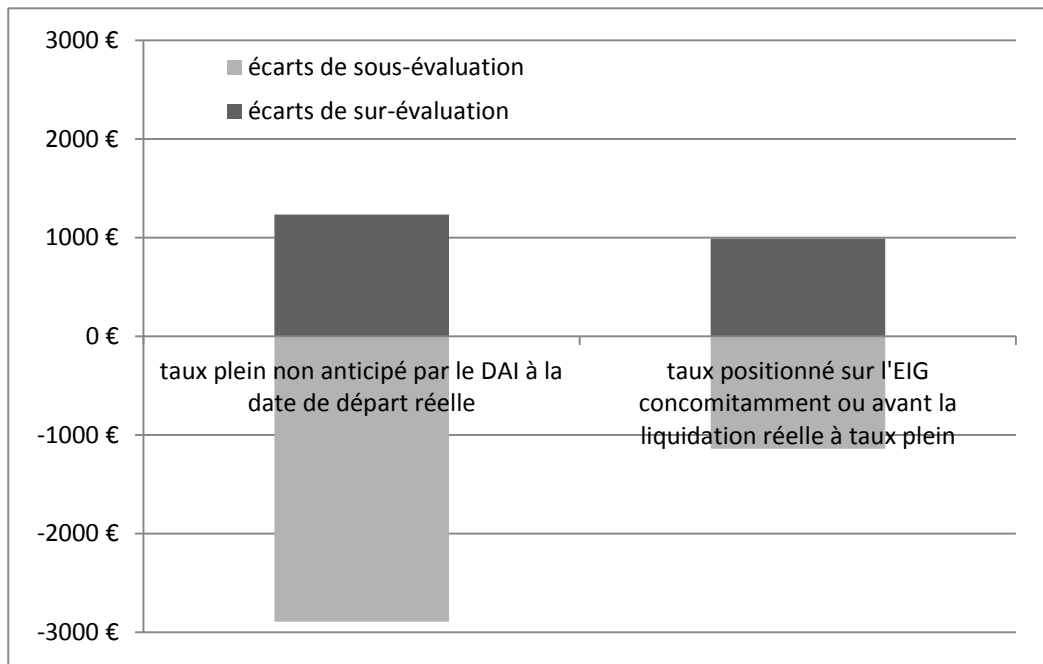 3000 €
écarts de sous-évaluation
écarts de sur-évaluation
2000 €
1000 €
0 €
taux plein non anticipé par le DAI à la
date de départ réelle
taux positionné sur l'EIG
concomitamment ou avant la
liquidation réelle à taux plein
-1000 €
-2000 €
-3000 €